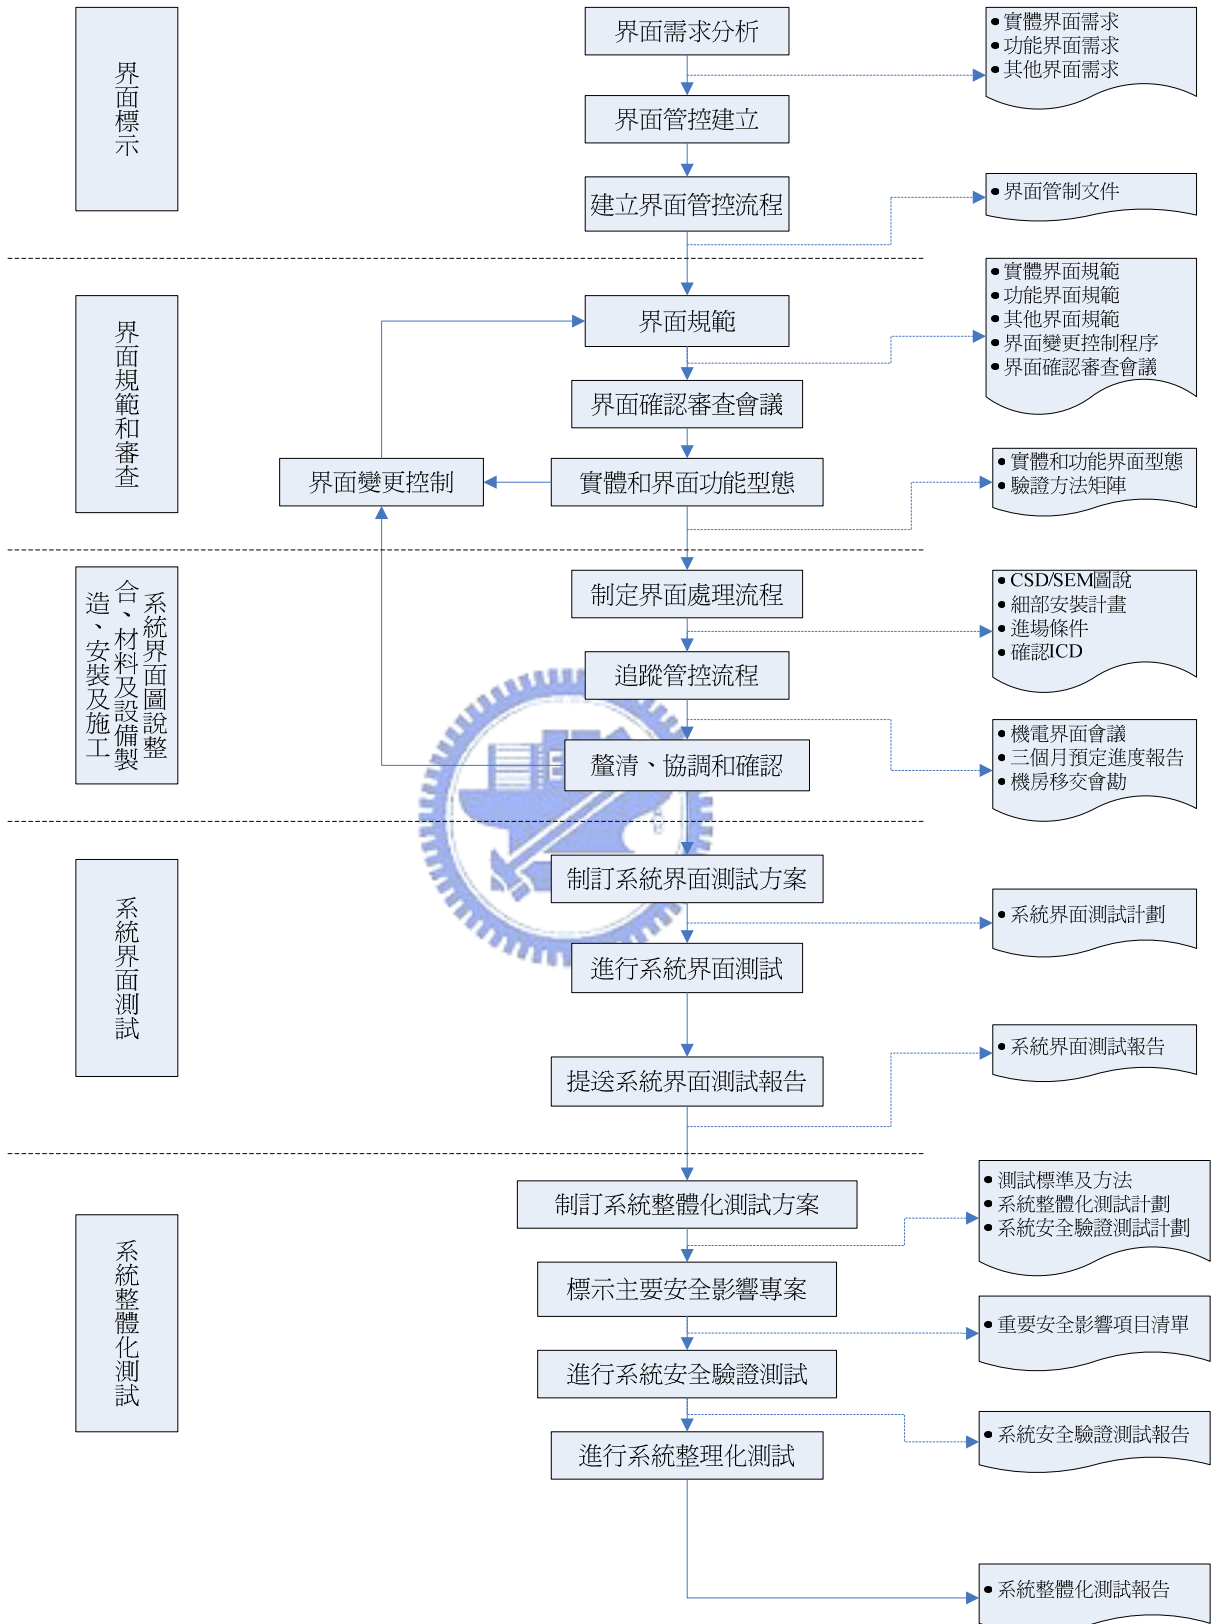 界面標示
界面需求分析
實體界面需求
功能界面需求
其他界面需求
界面管控建立
建立界面管控流程
界面管制文件
界面規範和審查
界面規範
實體界面規範
功能界面規範
其他界面規範
界面變更控制程序
界面確認審查會議
界面確認審查會議
界面變更控制
實體和界面功能型態
實體和功能界面型態
驗證方法矩陣
系統界面圖說整
合、材料及設備製
造、安裝及施工
制定界面處理流程
CSD/SEM圖說
細部安裝計畫
進場條件
確認ICD
追蹤管控流程
釐清、協調和確認
機電界面會議
三個月預定進度報告
機房移交會勘
系統界面測試
制訂系統界面測試方案
系統界面測試計劃
進行系統界面測試
提送系統界面測試報告
系統界面測試報告
系統整體化測試
制訂系統整體化測試方案
測試標準及方法
系統整體化測試計劃
系統安全驗證測試計劃
標示主要安全影響專案
重要安全影響項目清單
進行系統安全驗證測試
系統安全驗證測試報告
進行系統整理化測試
系統整體化測試報告